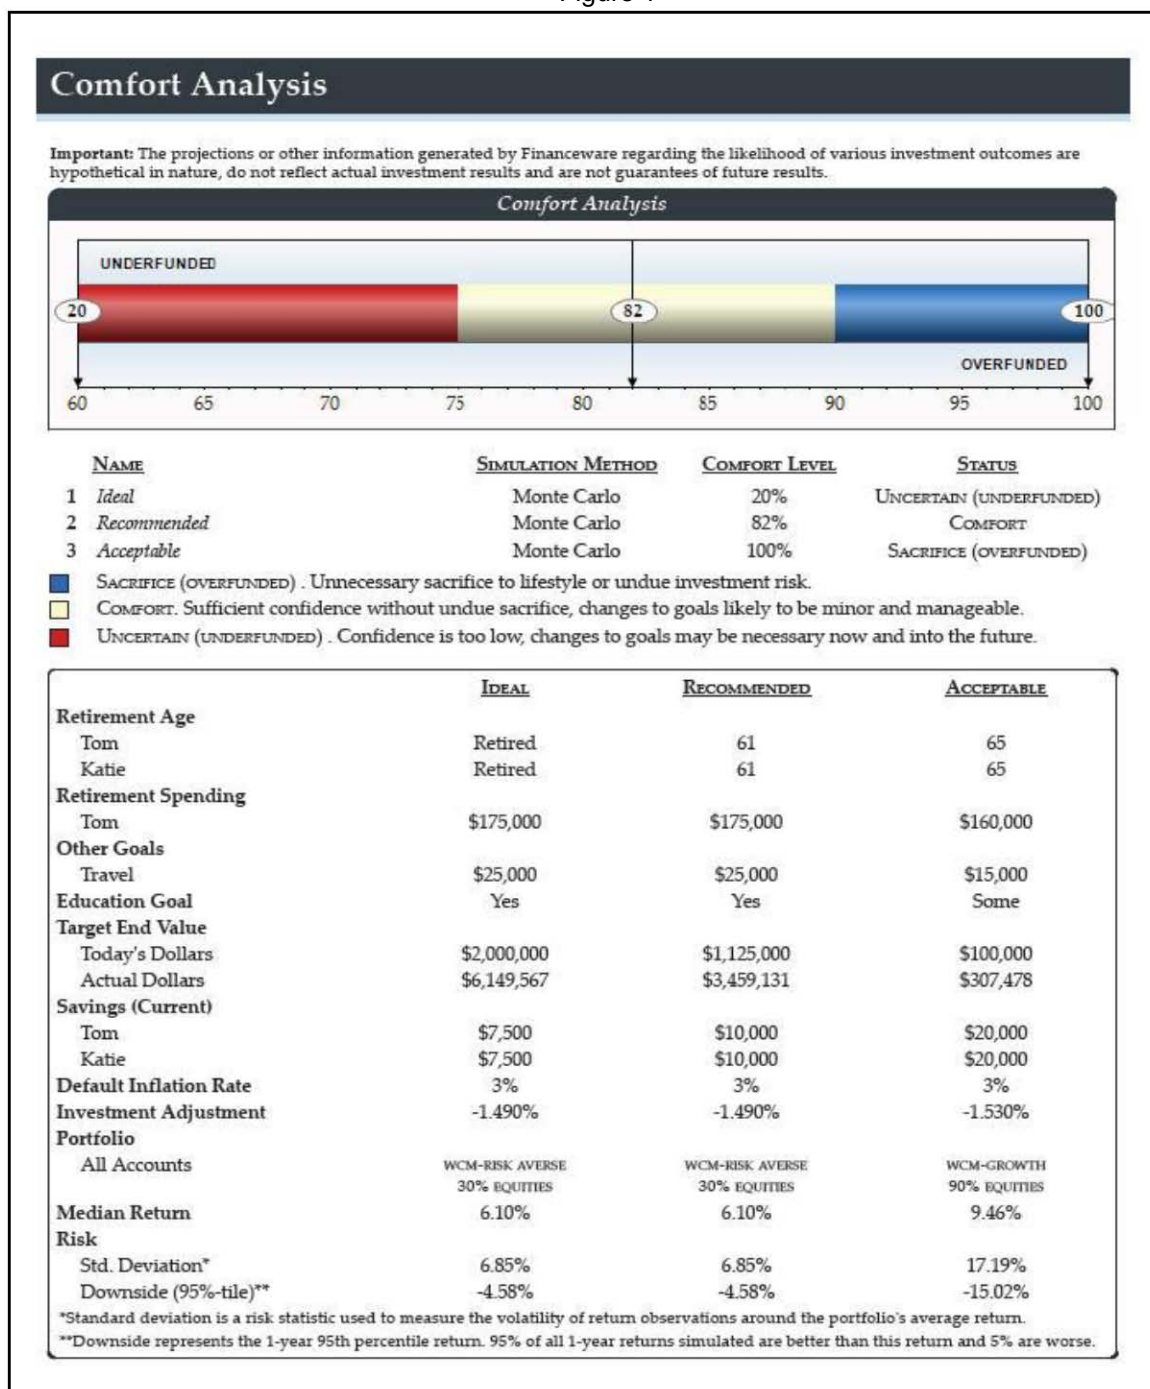 Comfort Analysis
Important: The projections or other information generated by Financeware regarding the likelihood of various investment outcomes are
hypothetical in nature, do not reflect actual investment results and are not guarantees of future results.
Comfort Analysis
UNDERFUNDED
20 82 100
OVERFUNDED
60 65 70 75 80 85 90 95 100
NAME SIMULATION METHOD COMFORT LEVEL STATUS
1 Ideal Monte Carlo 20% UNCERTAIN (UNDERFUNDED)
2 Recommended Monte Carlo 82% COMFORT
3 Acceptable Monte Carlo 100% SACRIFICE (OVERFUNDED)
SACRIFICE (OVERFUNDED) . Unnecessary sacrifice to lifestyle or undue investment risk.
COMFORT. Sufficient confidence without undue sacrifice, changes to goals likely to be minor and manageable.
UNCERTAIN (UNDERFUNDED) . Confidence is too low, changes to goals may be necessary now and into the future.
IDEAL RECOMMENDED ACCEPTABLE
Retirement Age
Tom Retired 61 65
Katie Retired 61 65
Retirement Spending
Tom $175,000 $175,000 $160,000
Other Goals
Travel $25,000 $25,000 $15,000
Education Goal Yes Yes Some
Target End Value
Today's Dollars $2,000,000 $1,125,000 $100,000
Actual Dollars $6,149,567 $3,459,131 $307,478
Savings (Current)
Tom $7,500 $10,000 $20,000
Katie $7,500 $10,000 $20,000
Default Inflation Rate 3% 3% 3%
Investment Adjustment -1.490% -1.490% -1.530%
Portfolio
All Accounts WCM-RISK AVERSE WCM-RISK AVERSE WCM-GROWTH
30% EQUITIES 30% EQUITIES 90% EQUITIES
Median Return 6.10% 6.10% 9.46%
Risk
Std. Deviation* 6.85% 6.85% 17.19%
Downside (95%-tile)** -4.58% -4.58% -15.02%
*Standard deviation is a risk statistic used to measure the volatility of return observations around the portfolio's average return.
**Downside represents the 1-year 95th percentile return. 95% of all 1-year returns simulated are better than this return and 5% are worse.